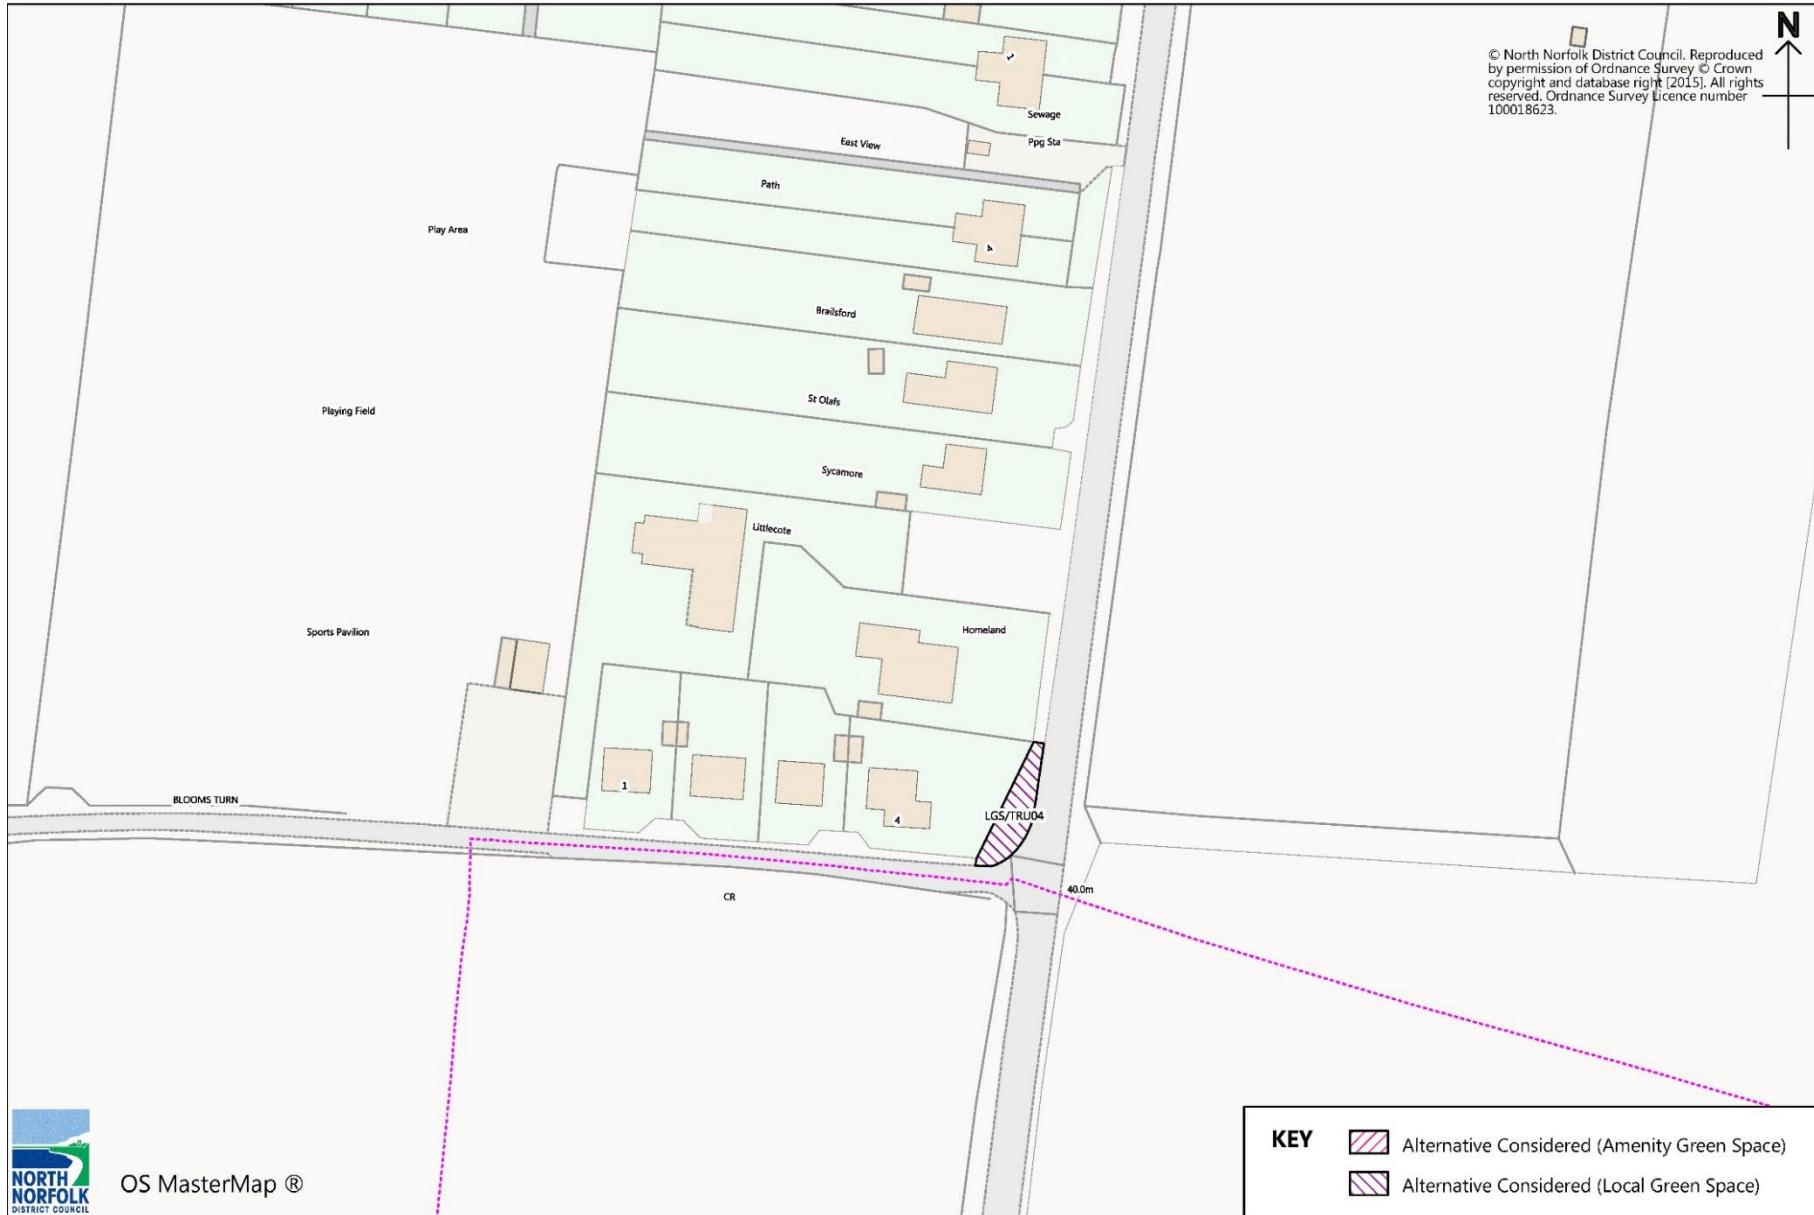 N
© North Norfolk District Council. Reproduced
by permission of Ordnance Survey © Crown
copyright and database right [2015]. All rights
reserved. Ordnance Survey Licence number
100018623.
1
Sewage
Ppg Sta
East View
Path
Play Area
4
Brailsford
St Olafs
Playing Field
Sycamore
Littlecote
Homeland
Sports Pavilion
1
BLOOMS TURN
4
LGS/TRU04
40.0m
CR
KEY
Alternative Considered (Amenity Green Space)
Alternative Considered (Local Green Space)
NORTH
NORFOLK
DISTRICT COUNCIL
OS MasterMap ®